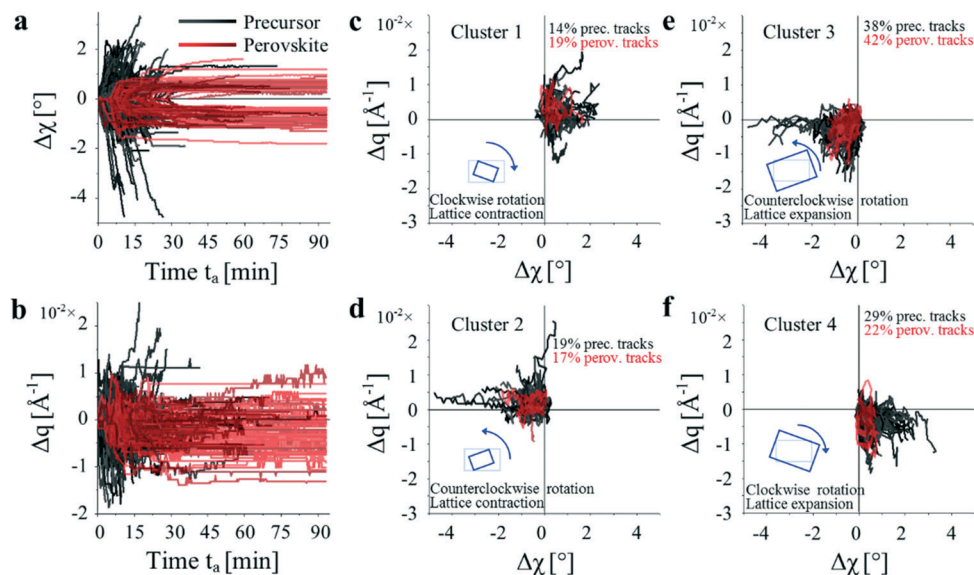 a
Precursor
Perovskite
Δχ [°]
2
0
-2
-4
0 15 30 45 60 75 90
Time tₐ [min]
b
10⁻²×
Δq [Å⁻¹]
2
1
0
-1
-2
0 15 30 45 60 75 90
Time tₐ [min]
c
10⁻²×
Cluster 1
14% prec. tracks
19% perov. tracks
Δq [Å⁻¹]
2
1
0
-1
-2
-3
Clockwise rotation
Lattice contraction
-4 -2 0 2 4
Δχ [°]
d
10⁻²×
Cluster 2
19% prec. tracks
17% perov. tracks
Δq [Å⁻¹]
2
1
0
-1
-2
-3
Counterclockwise rotation
Lattice contraction
-4 -2 0 2 4
Δχ [°]
e
10⁻²×
Cluster 3
38% prec. tracks
42% perov. tracks
Δq [Å⁻¹]
2
1
0
-1
-2
-3
Counterclockwise rotation
Lattice expansion
-4 -2 0 2 4
Δχ [°]
f
10⁻²×
Cluster 4
29% prec. tracks
22% perov. tracks
Δq [Å⁻¹]
2
1
0
-1
-2
-3
Clockwise rotation
Lattice expansion
-4 -2 0 2 4
Δχ [°]